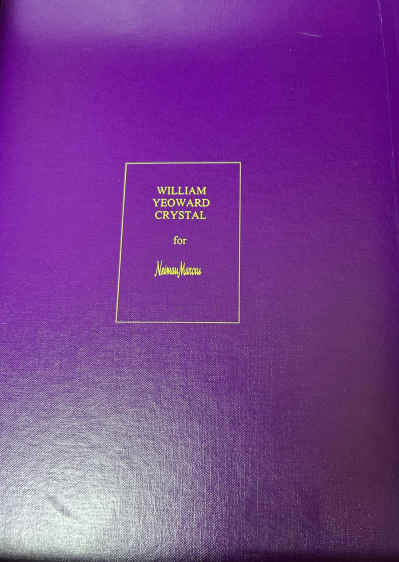 WILLIAM
YEOWARD
CRYSTAL
for
Neiman Marcus